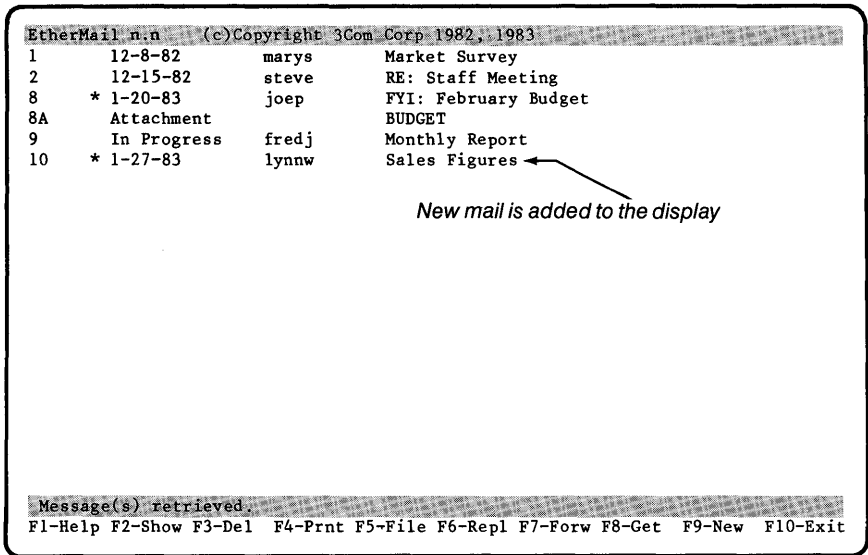 EtherMail n.n (c)Copyright 3Com Corp 1982, 1983
1 12-8-82 marys Market Survey
2 12-15-82 steve RE: Staff Meeting
8 * 1-20-83 joep FYI: February Budget
8A Attachment BUDGET
9 In Progress fredj Monthly Report
10 * 1-27-83 lynnw Sales Figures
New mail is added to the display
Message(s) retrieved.
F1-Help F2-Show F3-Del F4-Prnt F5-File F6-Repl F7-Forw F8-Get F9-New F10-Exit